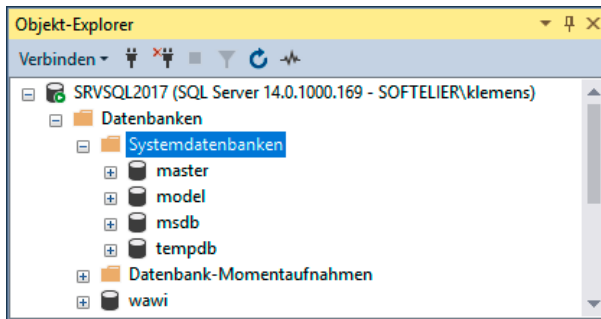 Objekt-Explorer
Verbinden
SRVSQL2017 (SQL Server 14.0.1000.169 - SOFTELIER\klemens)
Datenbanken
Systemdatenbanken
master
model
msdb
tempdb
Datenbank-Momentaufnahmen
wawi